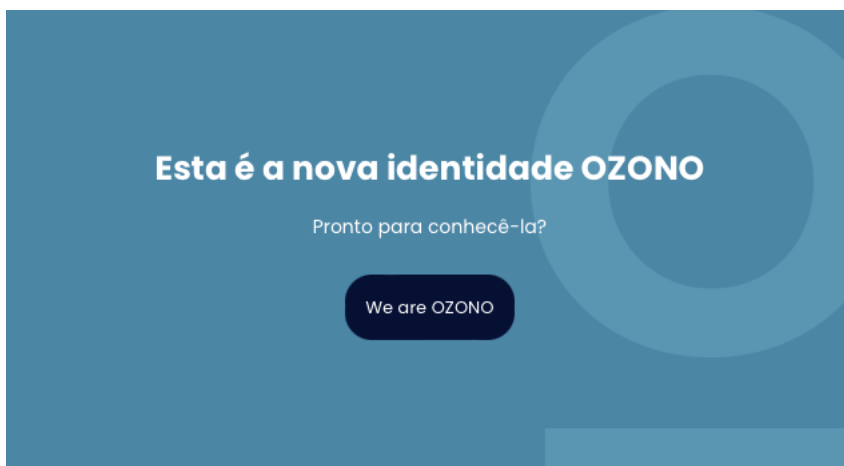 Esta é a nova identidade OZONO
Pronto para conhecê-la?
We are OZONO